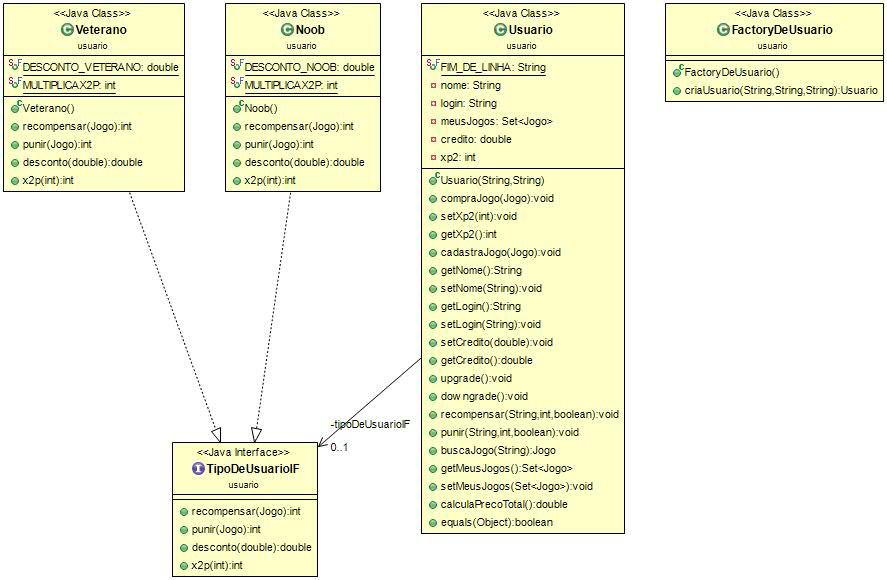 <<Java Class>>
Veterano
usuario
DESCONTO_VETERANO: double
MULTIPLICAX2P: int
Veterano()
recompensar(Jogo):int
punir(Jogo):int
desconto(double):double
x2p(int):int
<<Java Class>>
Noob
usuario
DESCONTO_NOOB: double
MULTIPLICAX2P: int
Noob()
recompensar(Jogo):int
punir(Jogo):int
desconto(double):double
x2p(int):int
<<Java Class>>
Usuario
usuario
FIM_DE_LINHA: String
nome: String
login: String
meusJogos: Set<Jogo>
credito: double
xp2: int
Usuario(String,String)
compraJogo(Jogo):void
setXp2(int):void
getXp2():int
cadastraJogo(Jogo):void
getNome():String
setNome(String):void
getLogin():String
setLogin(String):void
setCredito(double):void
getCredito():double
upgrade():void
dow ngrade():void
recompensar(String,int,boolean):void
punir(String,int,boolean):void
buscaJogo(String):Jogo
getMeusJogos():Set<Jogo>
setMeusJogos(Set<Jogo>):void
calculaPrecoTotal():double
equals(Object):boolean
<<Java Class>>
FactoryDeUsuario
usuario
FactoryDeUsuario()
criaUsuario(String,String,String):Usuario
-tipoDeUsuarioIF
0..1
<<Java Interface>>
TipoDeUsuarioIF
usuario
recompensar(Jogo):int
punir(Jogo):int
desconto(double):double
x2p(int):int